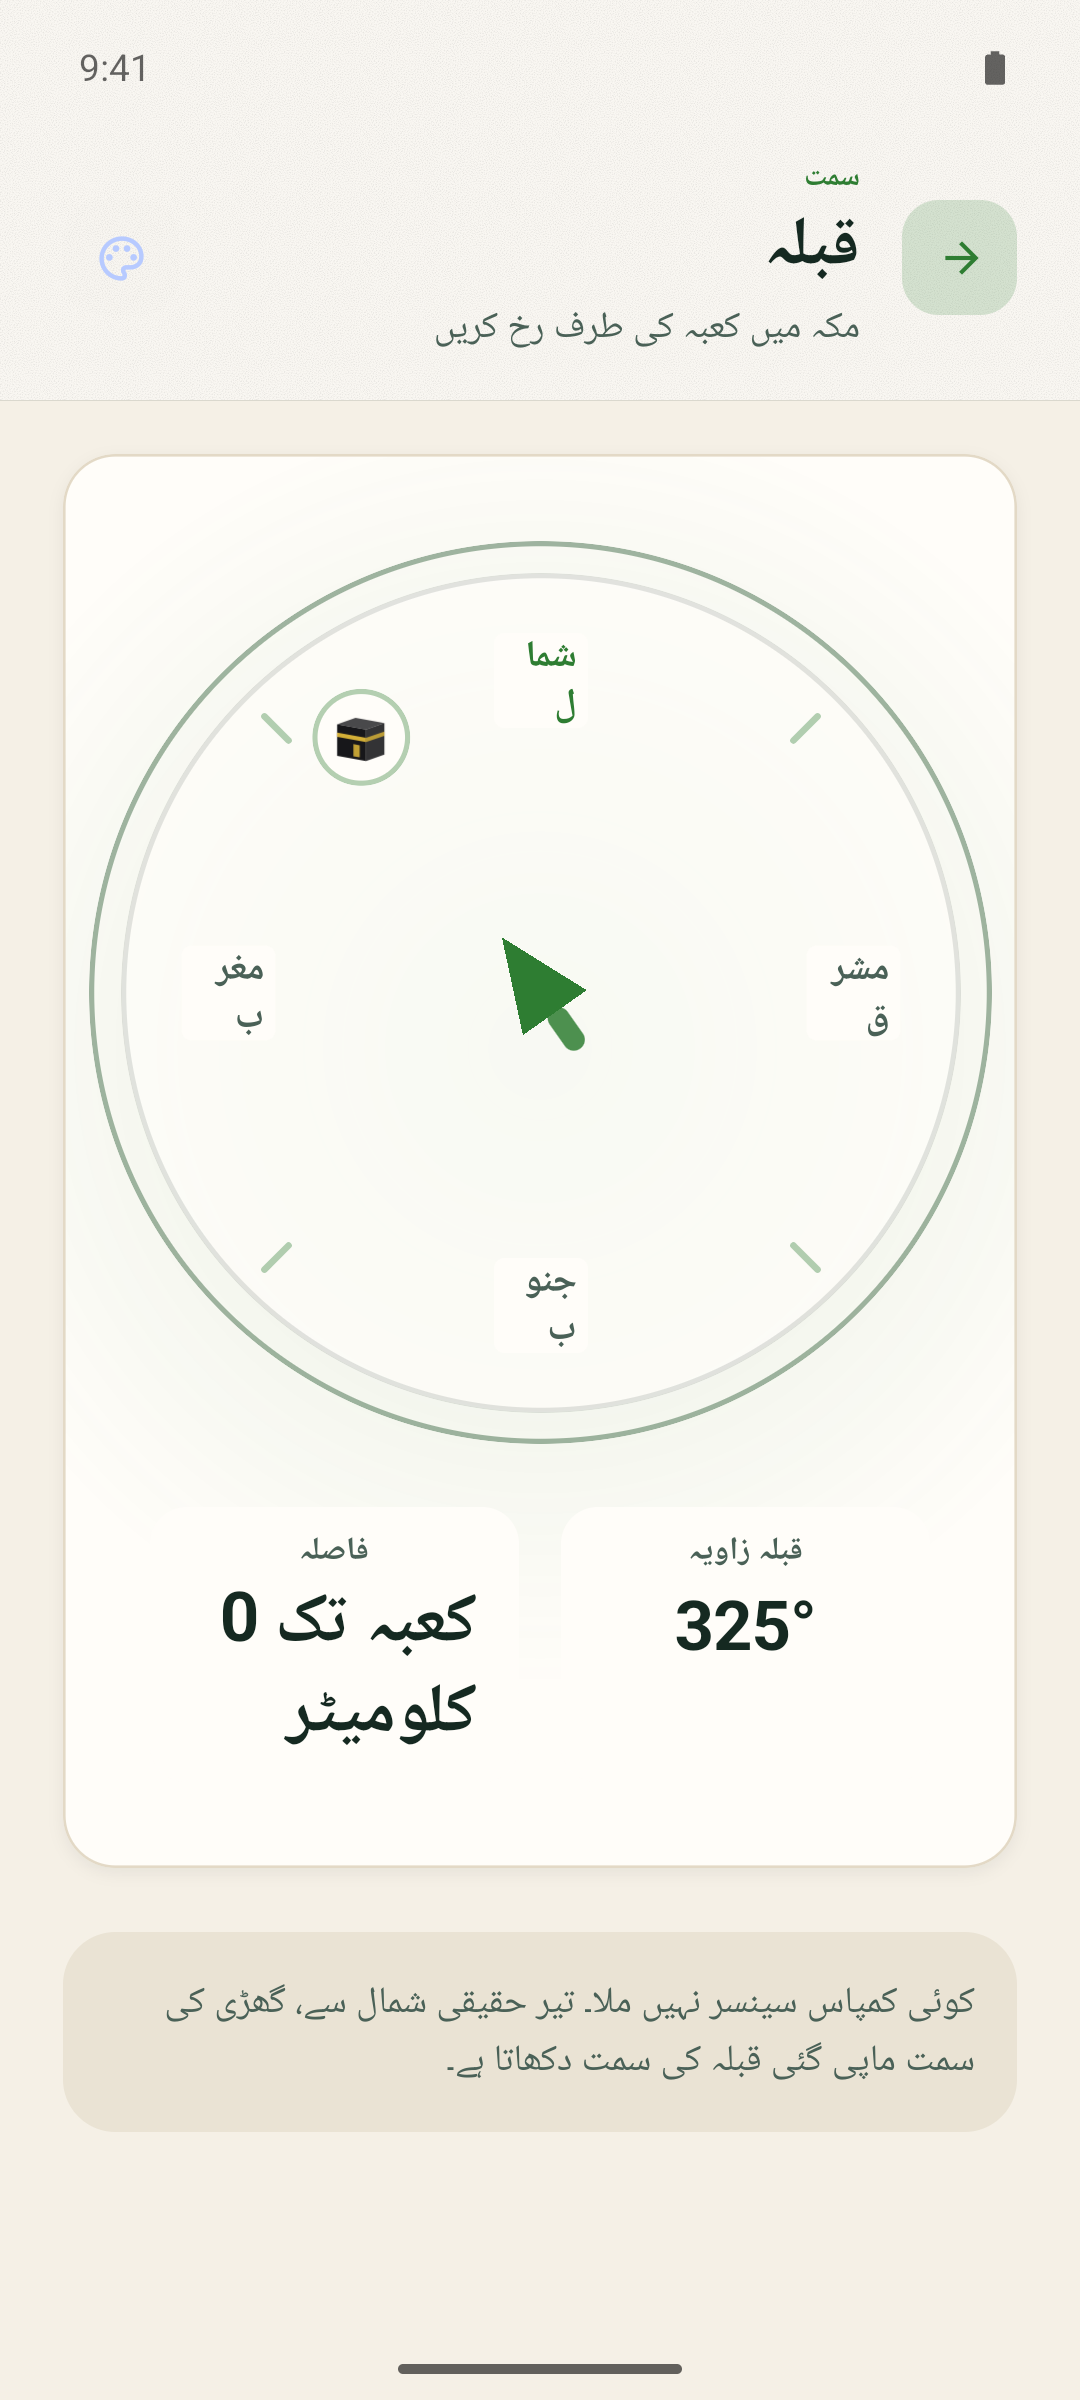 9:41
سمت
قبلہ
مکہ میں کعبہ کی طرف رخ کریں
شما
ل
مشر
ق
مغر
ب
جنو
ب
قبلہ زاویہ
325°
فاصلہ
کعبہ تک 0
کلومیٹر
کوئی کمپاس سینسر نہیں ملا۔ تیر حقیقی شمال سے، گھڑی کی
سمت ماپی گئی قبلہ کی سمت دکھاتا ہے۔